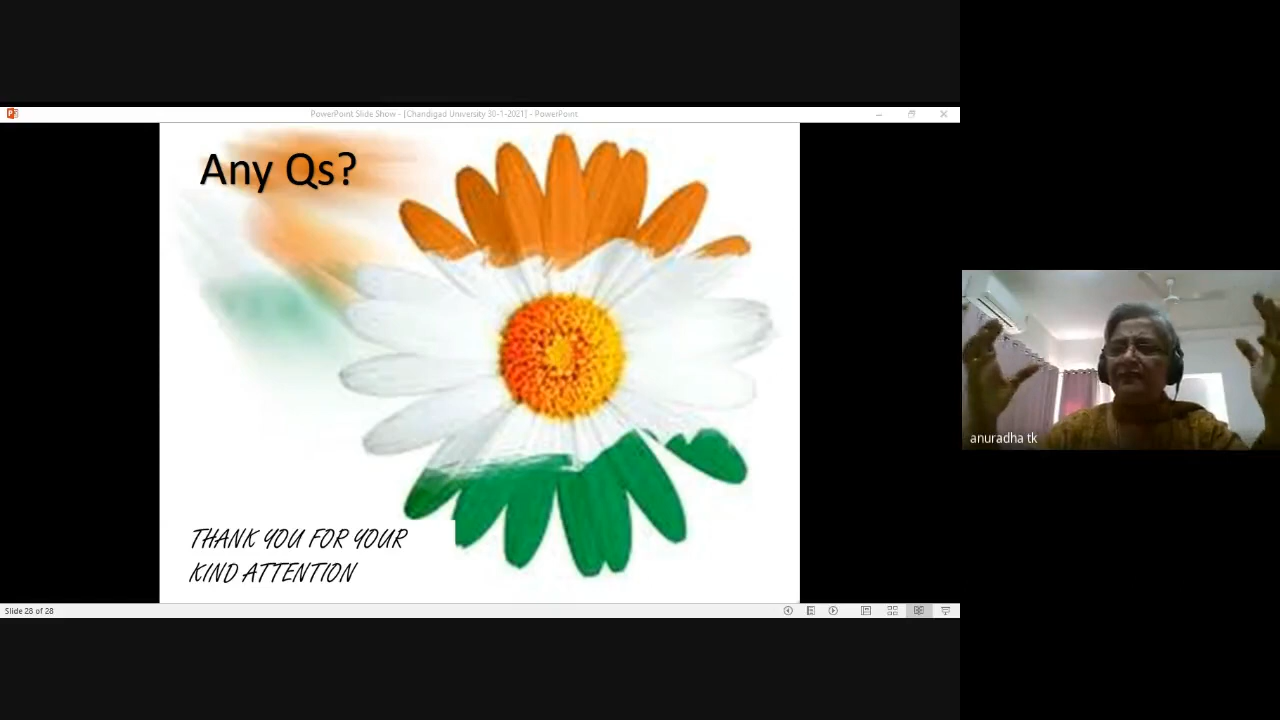 PowerPoint Slide Show - [Chandigad University 30-1-2021] - PowerPoint
Any Qs?
THANK YOU FOR YOUR
KIND ATTENTION
anuradha tk
Slide 28 of 28